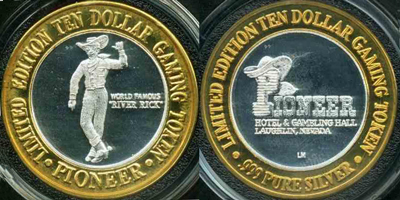 LIMITED EDITION TEN DOLLAR GAMING TOKEN
WORLD FAMOUS
"RIVER RICK"
• PIONEER •
LIMITED EDITION TEN DOLLAR GAMING TOKEN
PIONEER
HOTEL & GAMBLING HALL
LAUGHLIN, NEVADA
LM
• .999 PURE SILVER •